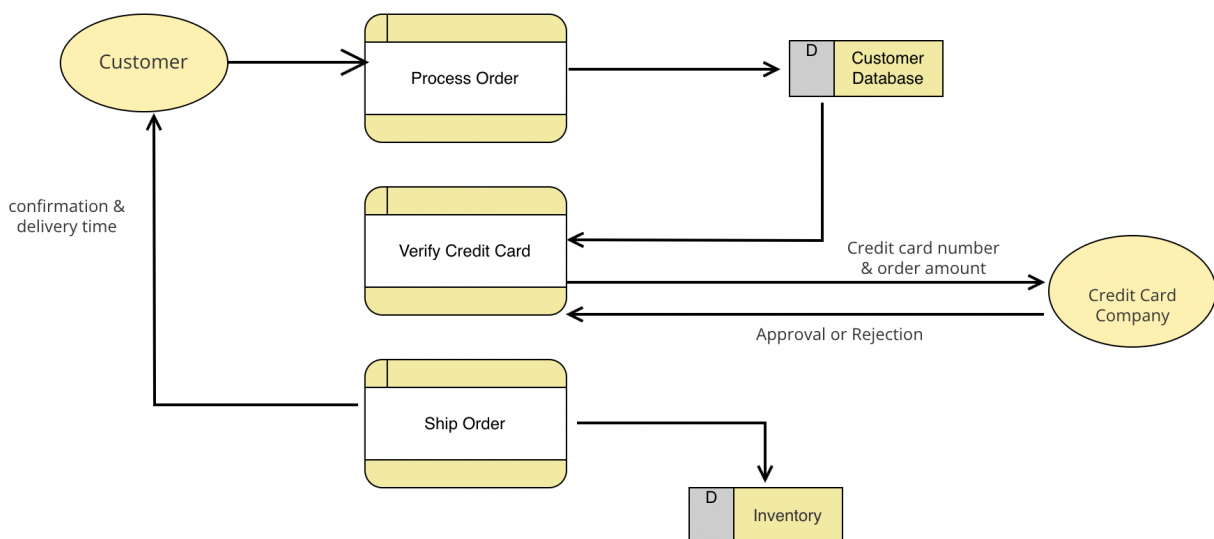 Customer
Process Order
D
Customer
Database
confirmation &
delivery time
Verify Credit Card
Credit card number
& order amount
Credit Card
Company
Approval or Rejection
Ship Order
D
Inventory